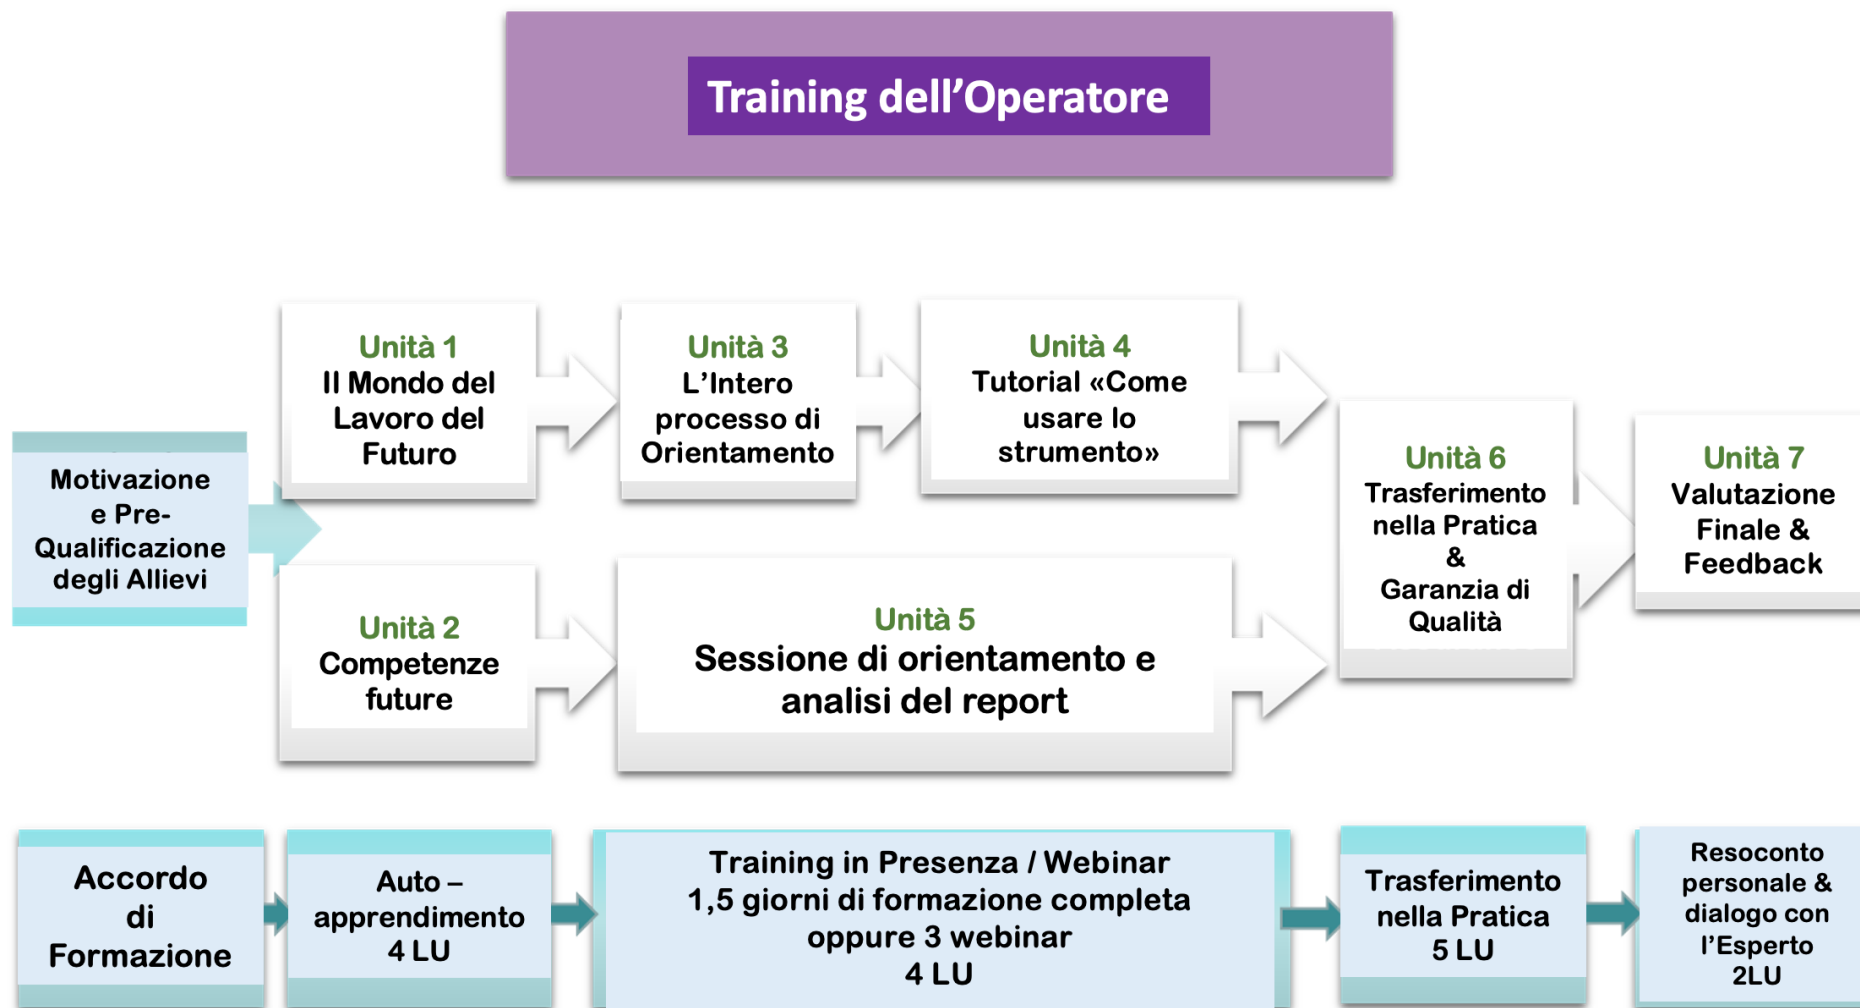 Training dell’Operatore
Unità 1
Il Mondo del
Lavoro del
Futuro
Unità 3
L’Intero
processo di
Orientamento
Unità 4
Tutorial «Come
usare lo
strumento»
Motivazione
e Pre-
Qualificazione
degli Allievi
Unità 2
Competenze
future
Unità 5
Sessione di orientamento e
analisi del report
Unità 6
Trasferimento
nella Pratica
&
Garanzia di
Qualità
Unità 7
Valutazione
Finale &
Feedback
Accordo
di
Formazione
Auto –
apprendimento
4 LU
Training in Presenza / Webinar
1,5 giorni di formazione completa
oppure 3 webinar
4 LU
Trasferimento
nella Pratica
5 LU
Resoconto
personale &
dialogo con
l’Esperto
2LU